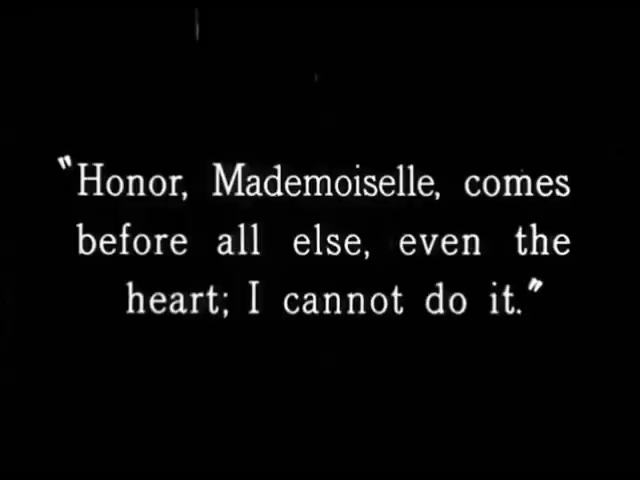 "Honor, Mademoiselle, comes
before all else, even the
heart; I cannot do it."